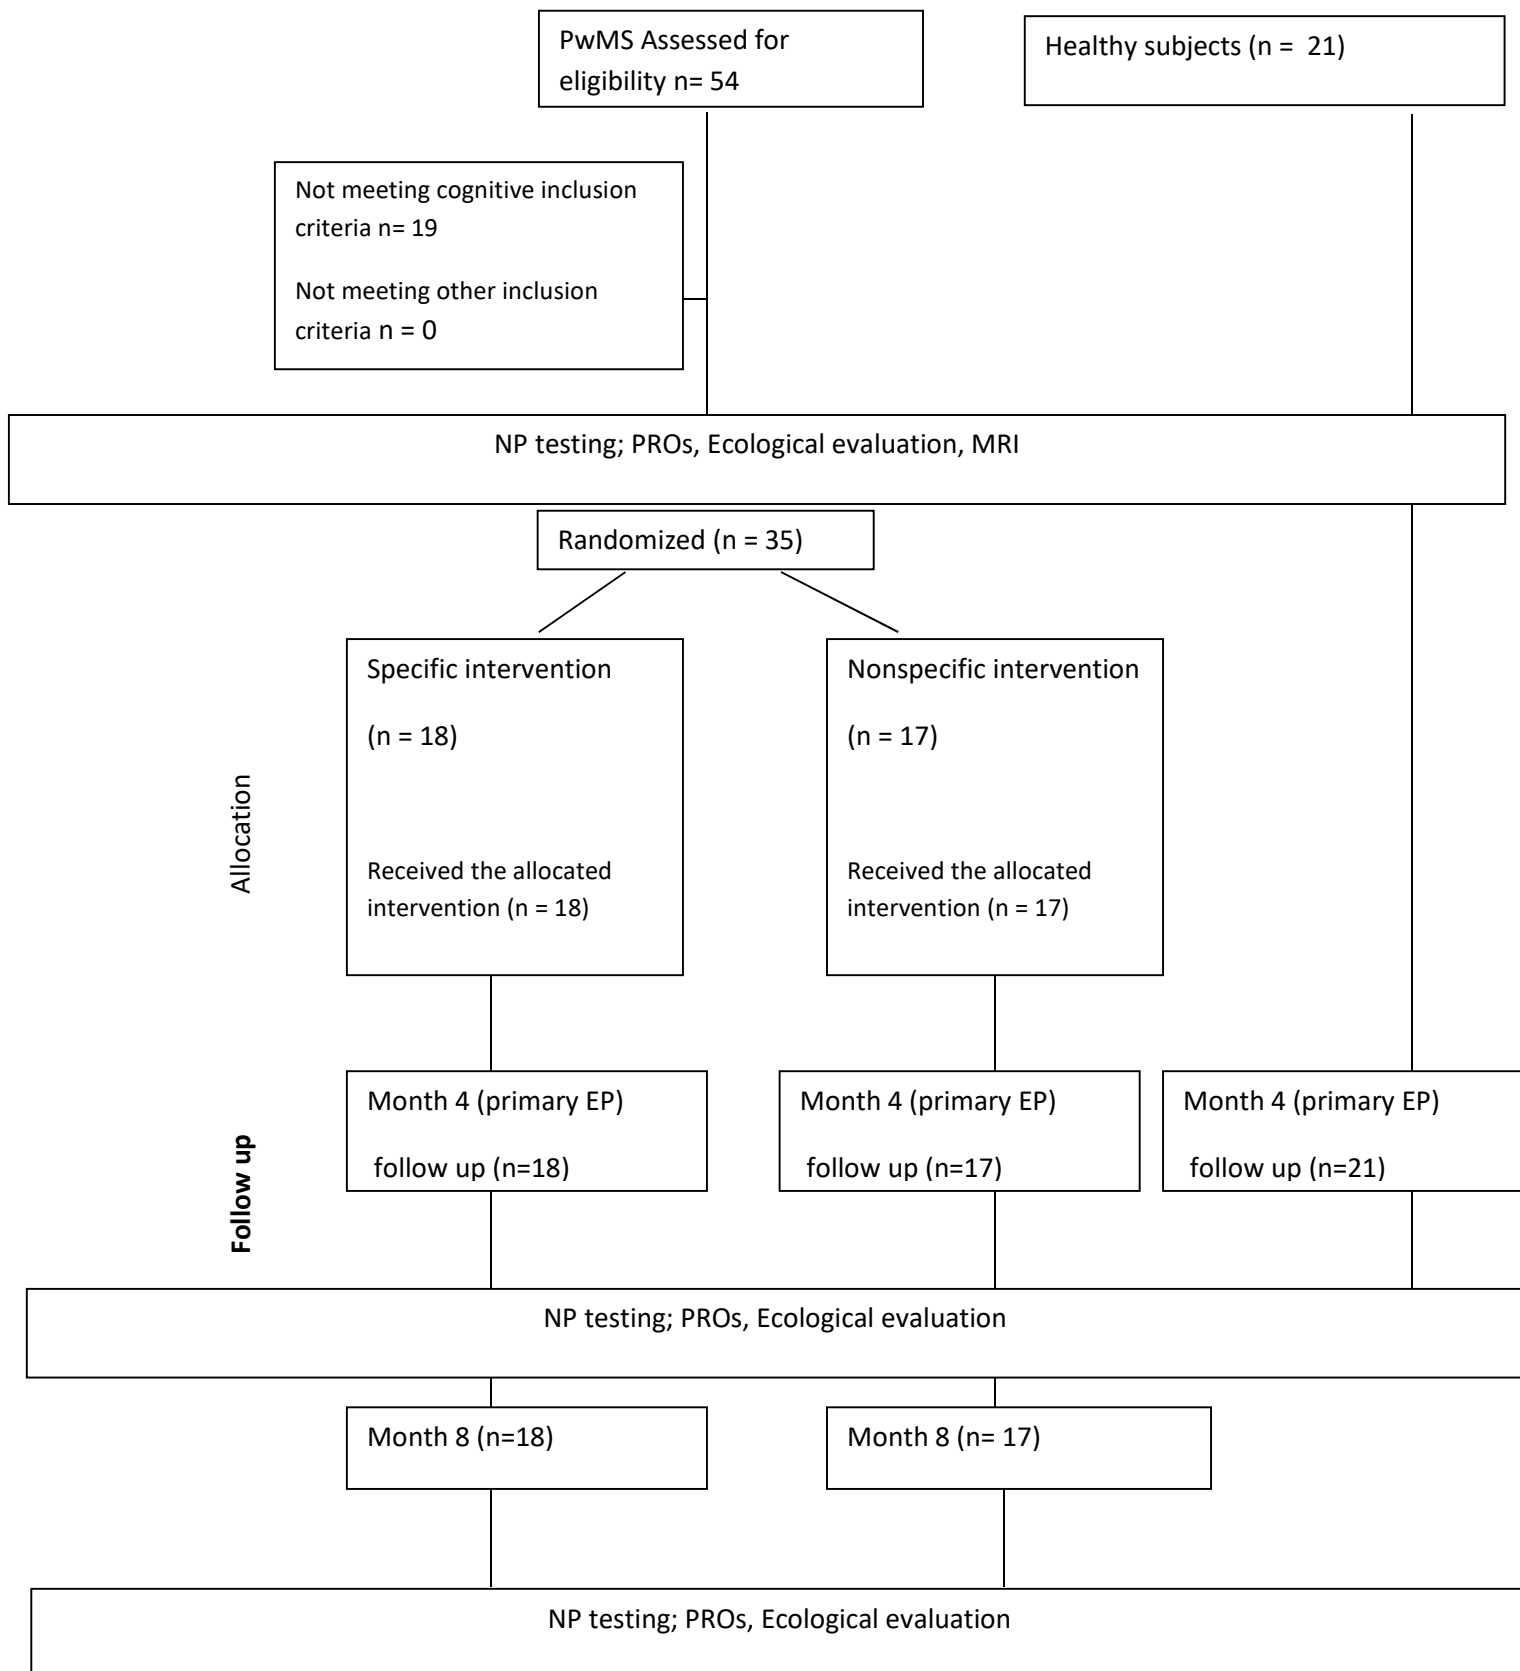 PwMS Assessed for
eligibility n= 54
Healthy subjects (n =  21)
Not meeting cognitive inclusion
criteria n= 19
Not meeting other inclusion
criteria n = 0
NP testing; PROs, Ecological evaluation, MRI
Randomized (n = 35)
Allocation
Specific intervention
(n = 18)
Received the allocated
intervention (n = 18)
Nonspecific intervention
(n = 17)
Received the allocated
intervention (n = 17)
Follow up
Month 4 (primary EP)
follow up (n=18)
Month 4 (primary EP)
follow up (n=17)
Month 4 (primary EP)
follow up (n=21)
NP testing; PROs, Ecological evaluation
Month 8 (n=18)
Month 8 (n= 17)
NP testing; PROs, Ecological evaluation